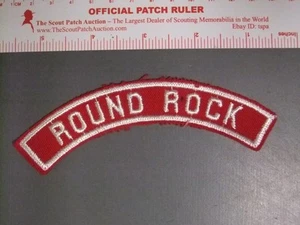 OFFICIAL PATCH RULER
The Scout Patch Auction - The Largest Dealer of Scouting Memorabilia in the World
www.TheScoutPatchAuction.com Ebay ID: tapa
ROUND ROCK